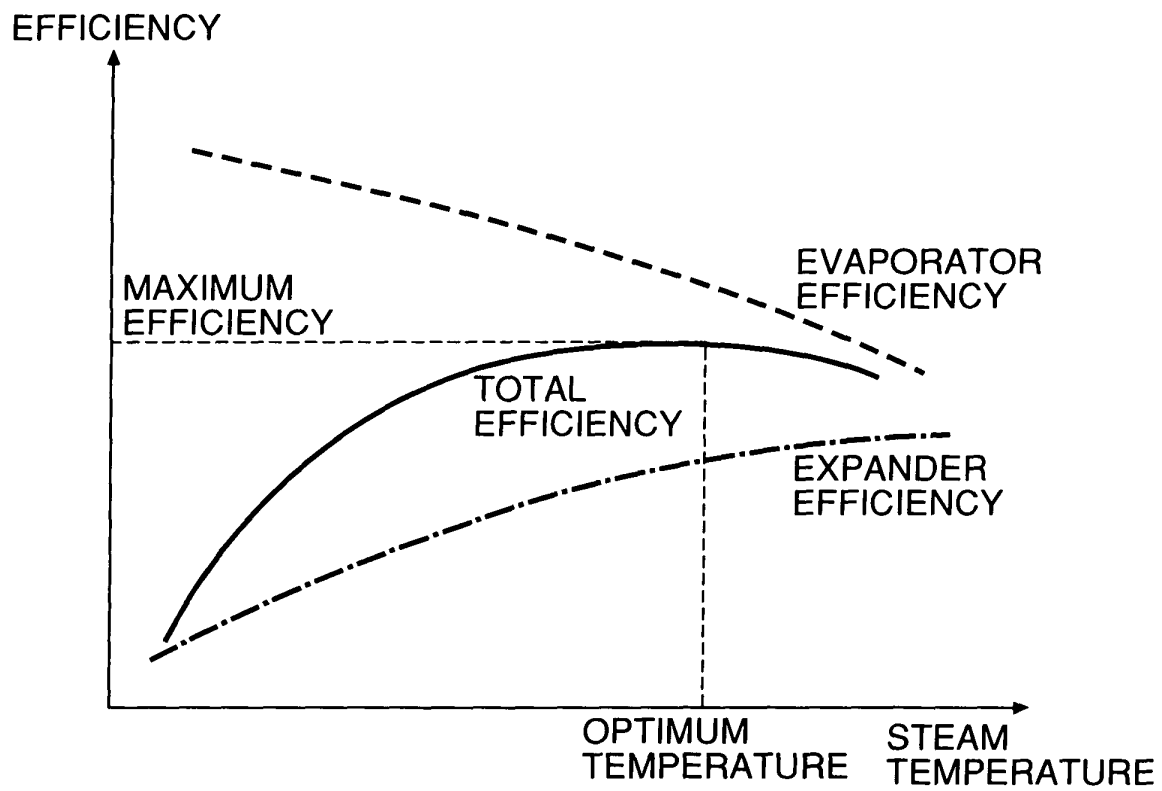 EFFICIENCY
MAXIMUM
EFFICIENCY
EVAPORATOR
EFFICIENCY
TOTAL
EFFICIENCY
EXPANDER
EFFICIENCY
OPTIMUM
TEMPERATURE
STEAM
TEMPERATURE